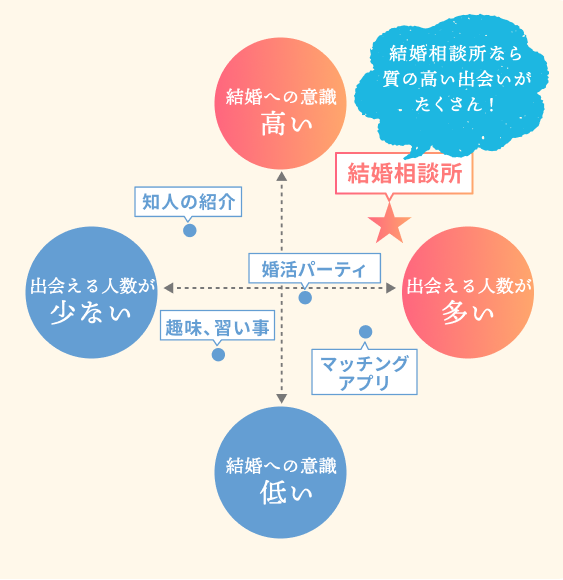 結婚相談所なら
質の高い出会いが
たくさん！
結婚への意識
高い
結婚相談所
知人の紹介
出会える人数が
少ない
婚活パーティ
出会える人数が
多い
趣味、習い事
マッチング
アプリ
結婚への意識
低い